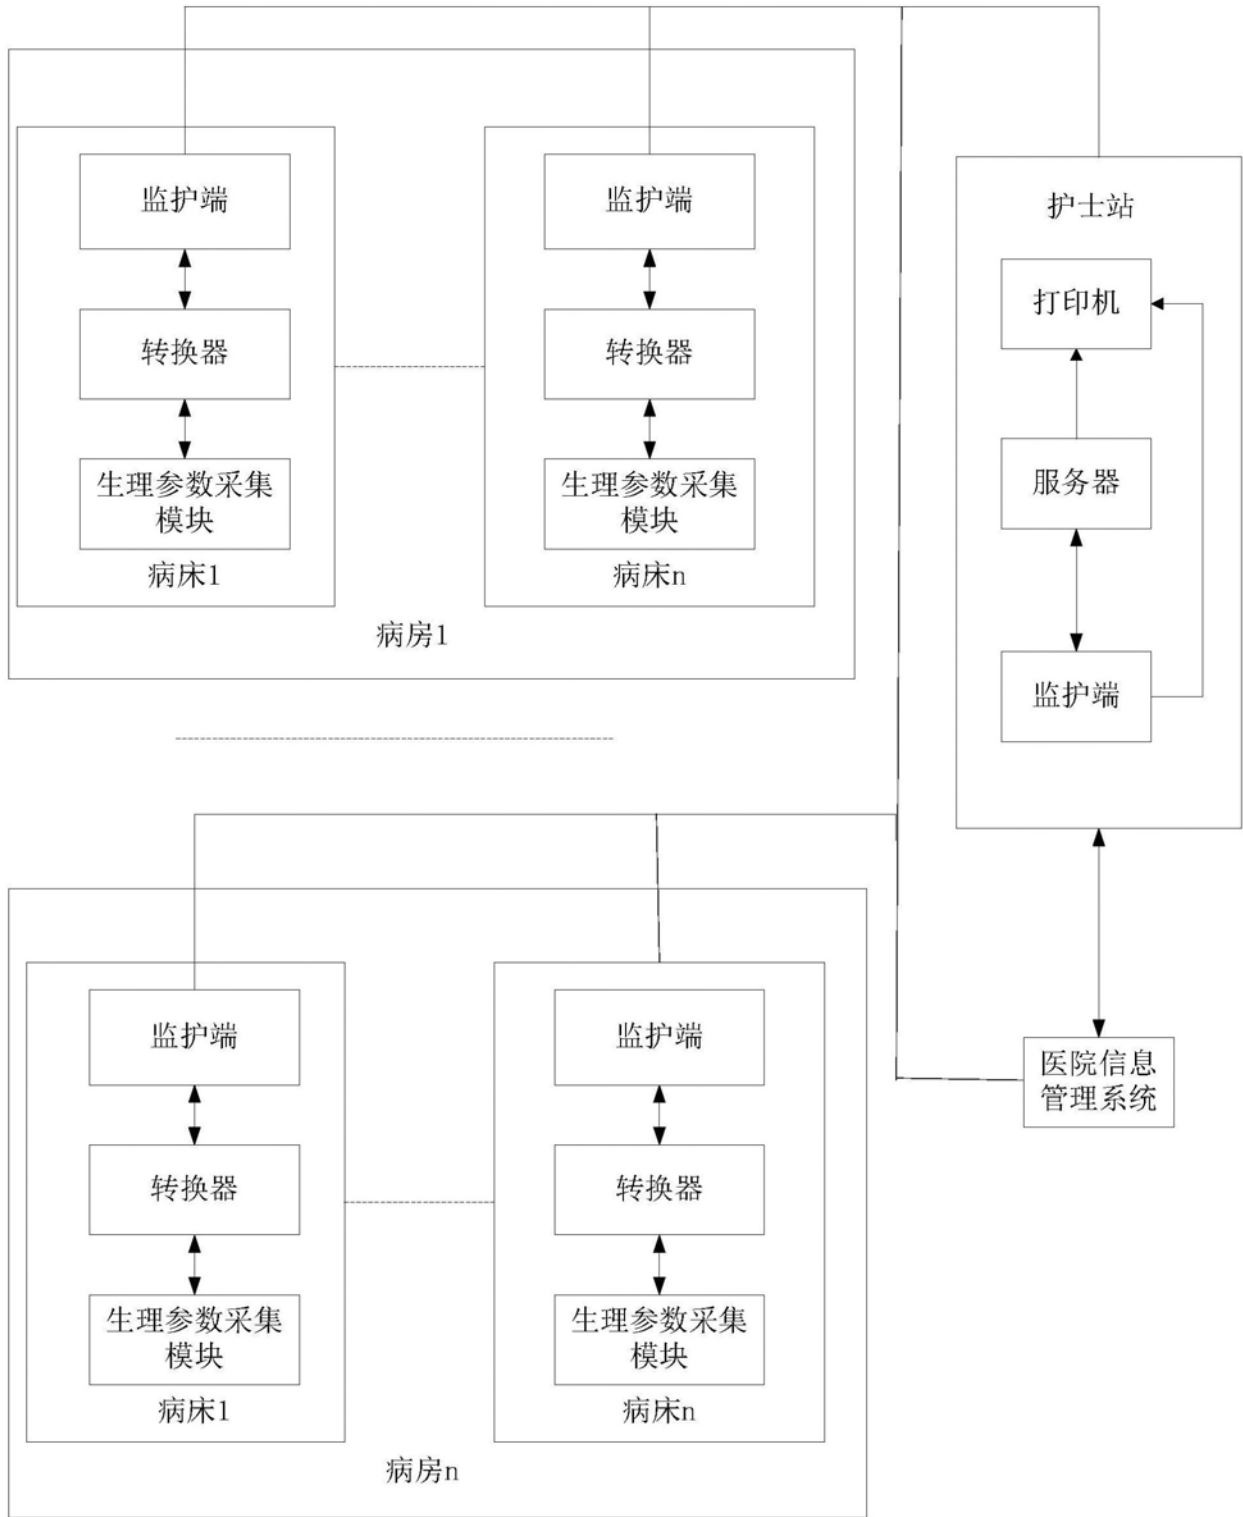 监护端
转换器
生理参数采集
模块
病床1
监护端
转换器
生理参数采集
模块
病床n
病房1
护士站
打印机
服务器
监护端
监护端
转换器
生理参数采集
模块
病床1
监护端
转换器
生理参数采集
模块
病床n
病房n
医院信息
管理系统